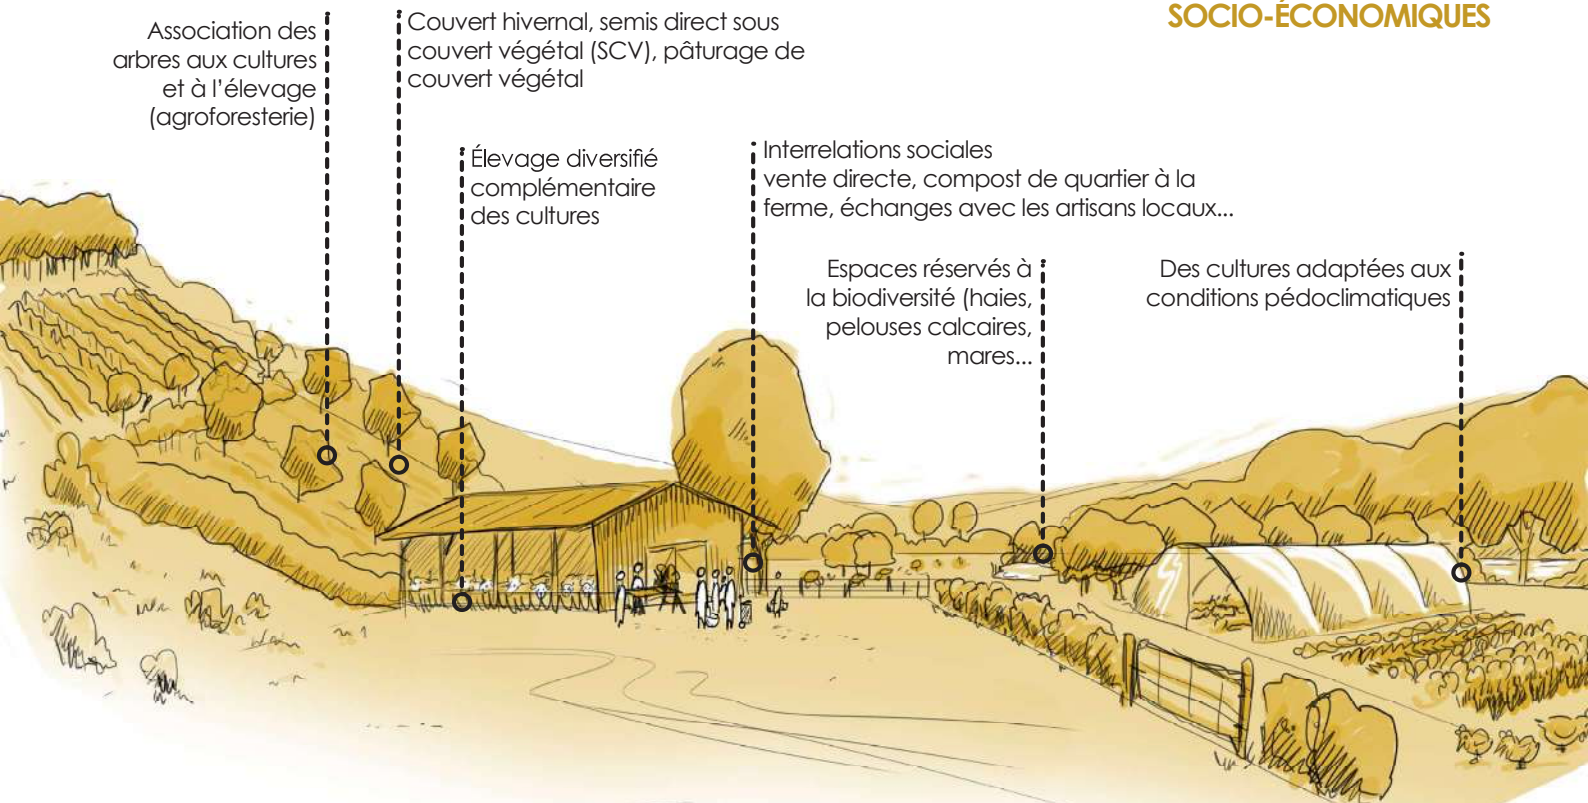 SOCIO-ÉCONOMIQUES
Association des
arbres aux cultures
et à l'élevage
(agroforesterie)
Couvert hivernal, semis direct sous
couvert végétal (SCV), pâturage de
couvert végétal
Élevage diversifié
complémentaire
des cultures
Interrelations sociales
vente directe, compost de quartier à la
ferme, échanges avec les artisans locaux...
Espaces réservés à
la biodiversité (haies,
pelouses calcaires,
mares...
Des cultures adaptées aux
conditions pédoclimatiques